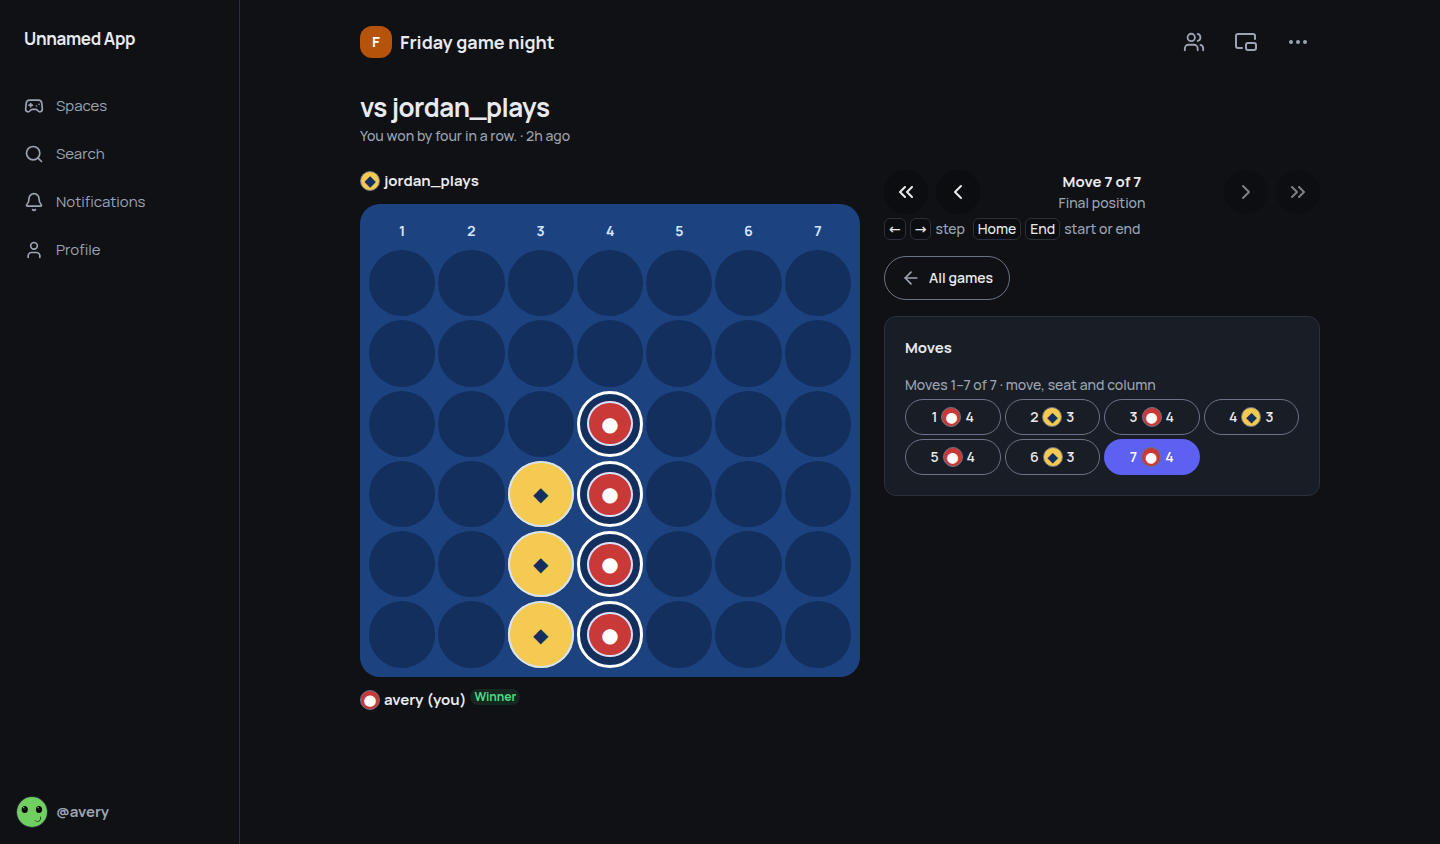 Unnamed App
Spaces
Search
Notifications
Profile
@avery
F Friday game night
vs jordan_plays
You won by four in a row. · 2h ago
jordan_plays
1 2 3 4 5 6 7
avery (you) Winner
Move 7 of 7
Final position
← → step Home End start or end
← All games
Moves
Moves 1–7 of 7 · move, seat and column
1 4 2 3 3 4 4 3
5 4 6 3 7 4